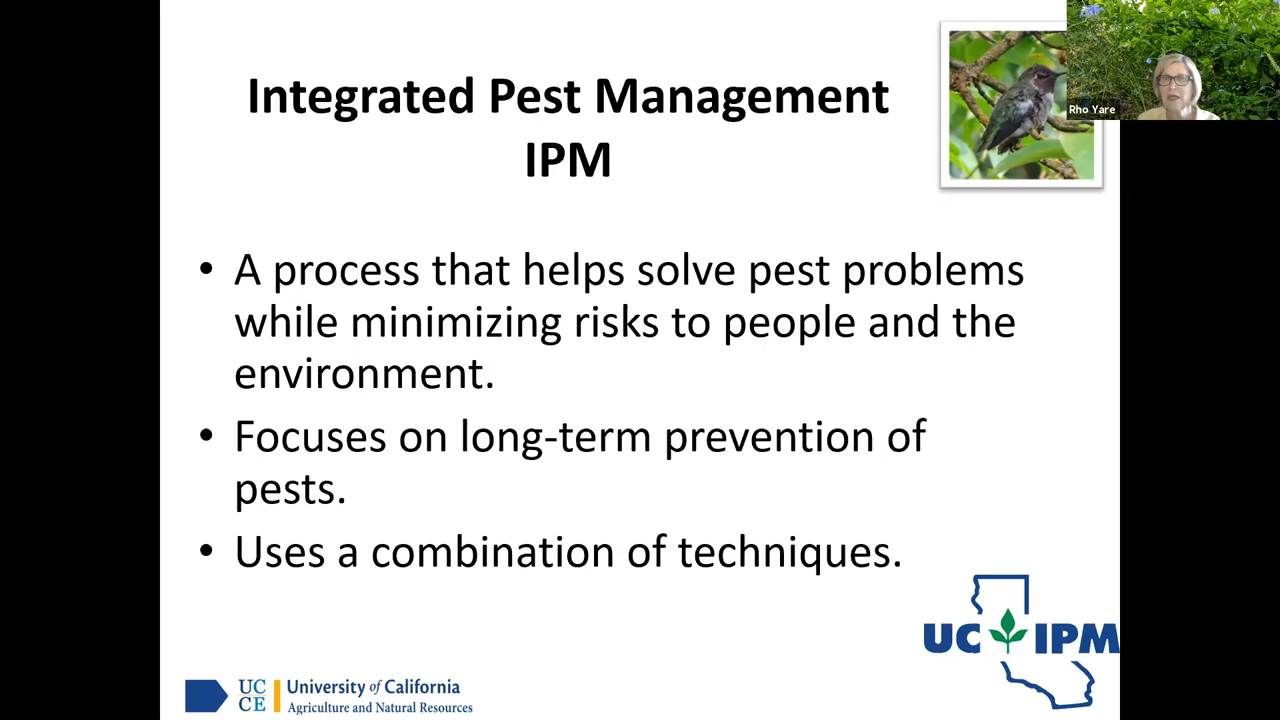 Integrated Pest Management
IPM
Rho Yare
• A process that helps solve pest problems
while minimizing risks to people and the
environment.
• Focuses on long-term prevention of
pests.
• Uses a combination of techniques.
UC IPM
UC
CE
University of California
Agriculture and Natural Resources